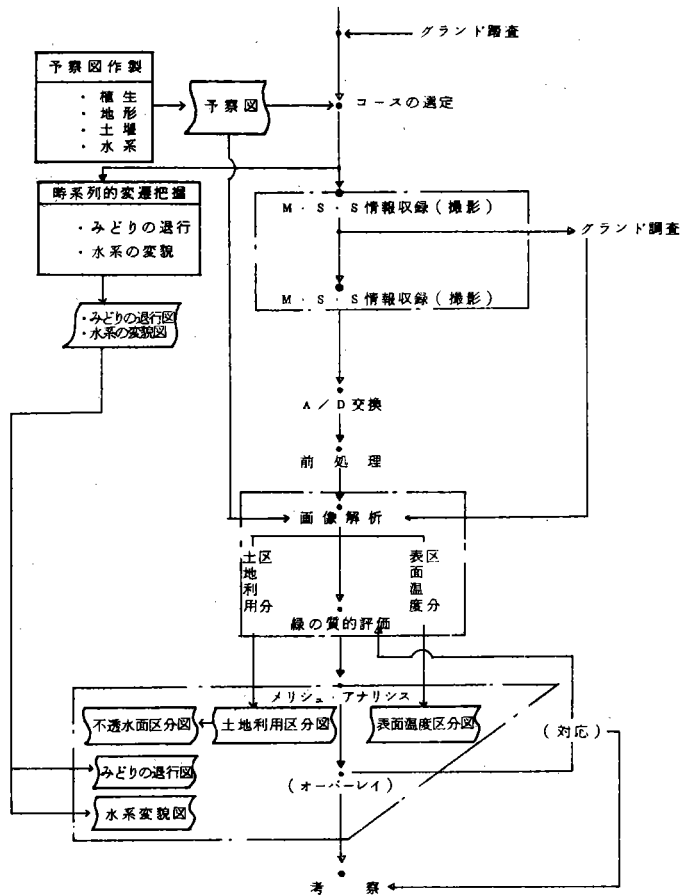 グランド踏査
予察図作製
・植生
・地形
・土壌
・水系
予察図
コースの選定
時系列的変遷把握
・みどりの退行
・水系の変貌
M・S・S情報収録(撮影)
グランド調査
M・S・S情報収録(撮影)
・みどりの退行図
・水系の変貌図
A/D交換
前処理
画像解析
土地利用区分
表面温度区分
緑の質的評価
メリシュ・アナリシス
不透水面区分図
土地利用区分図
表面温度区分図
(対応)
みどりの退行図
(オーバーレイ)
水系変貌図
考察